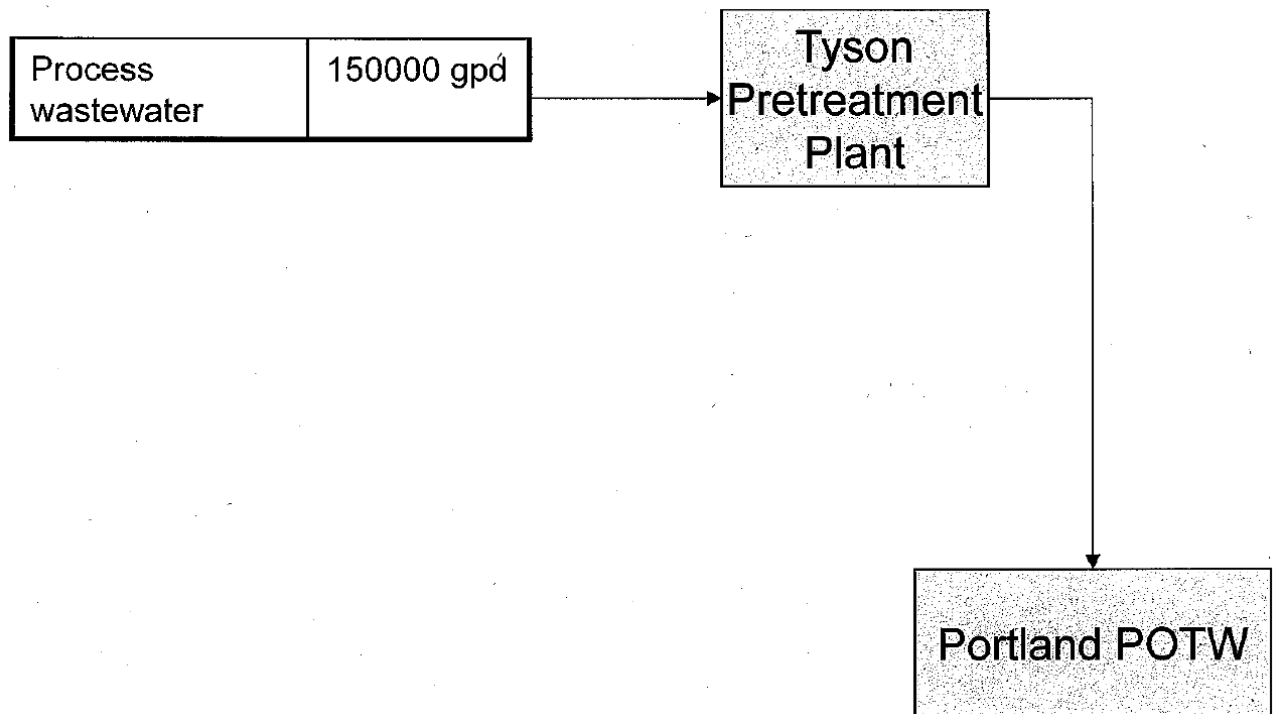 Process
wastewater
150000 gpd
Tyson
Pretreatment
Plant
Portland POTW